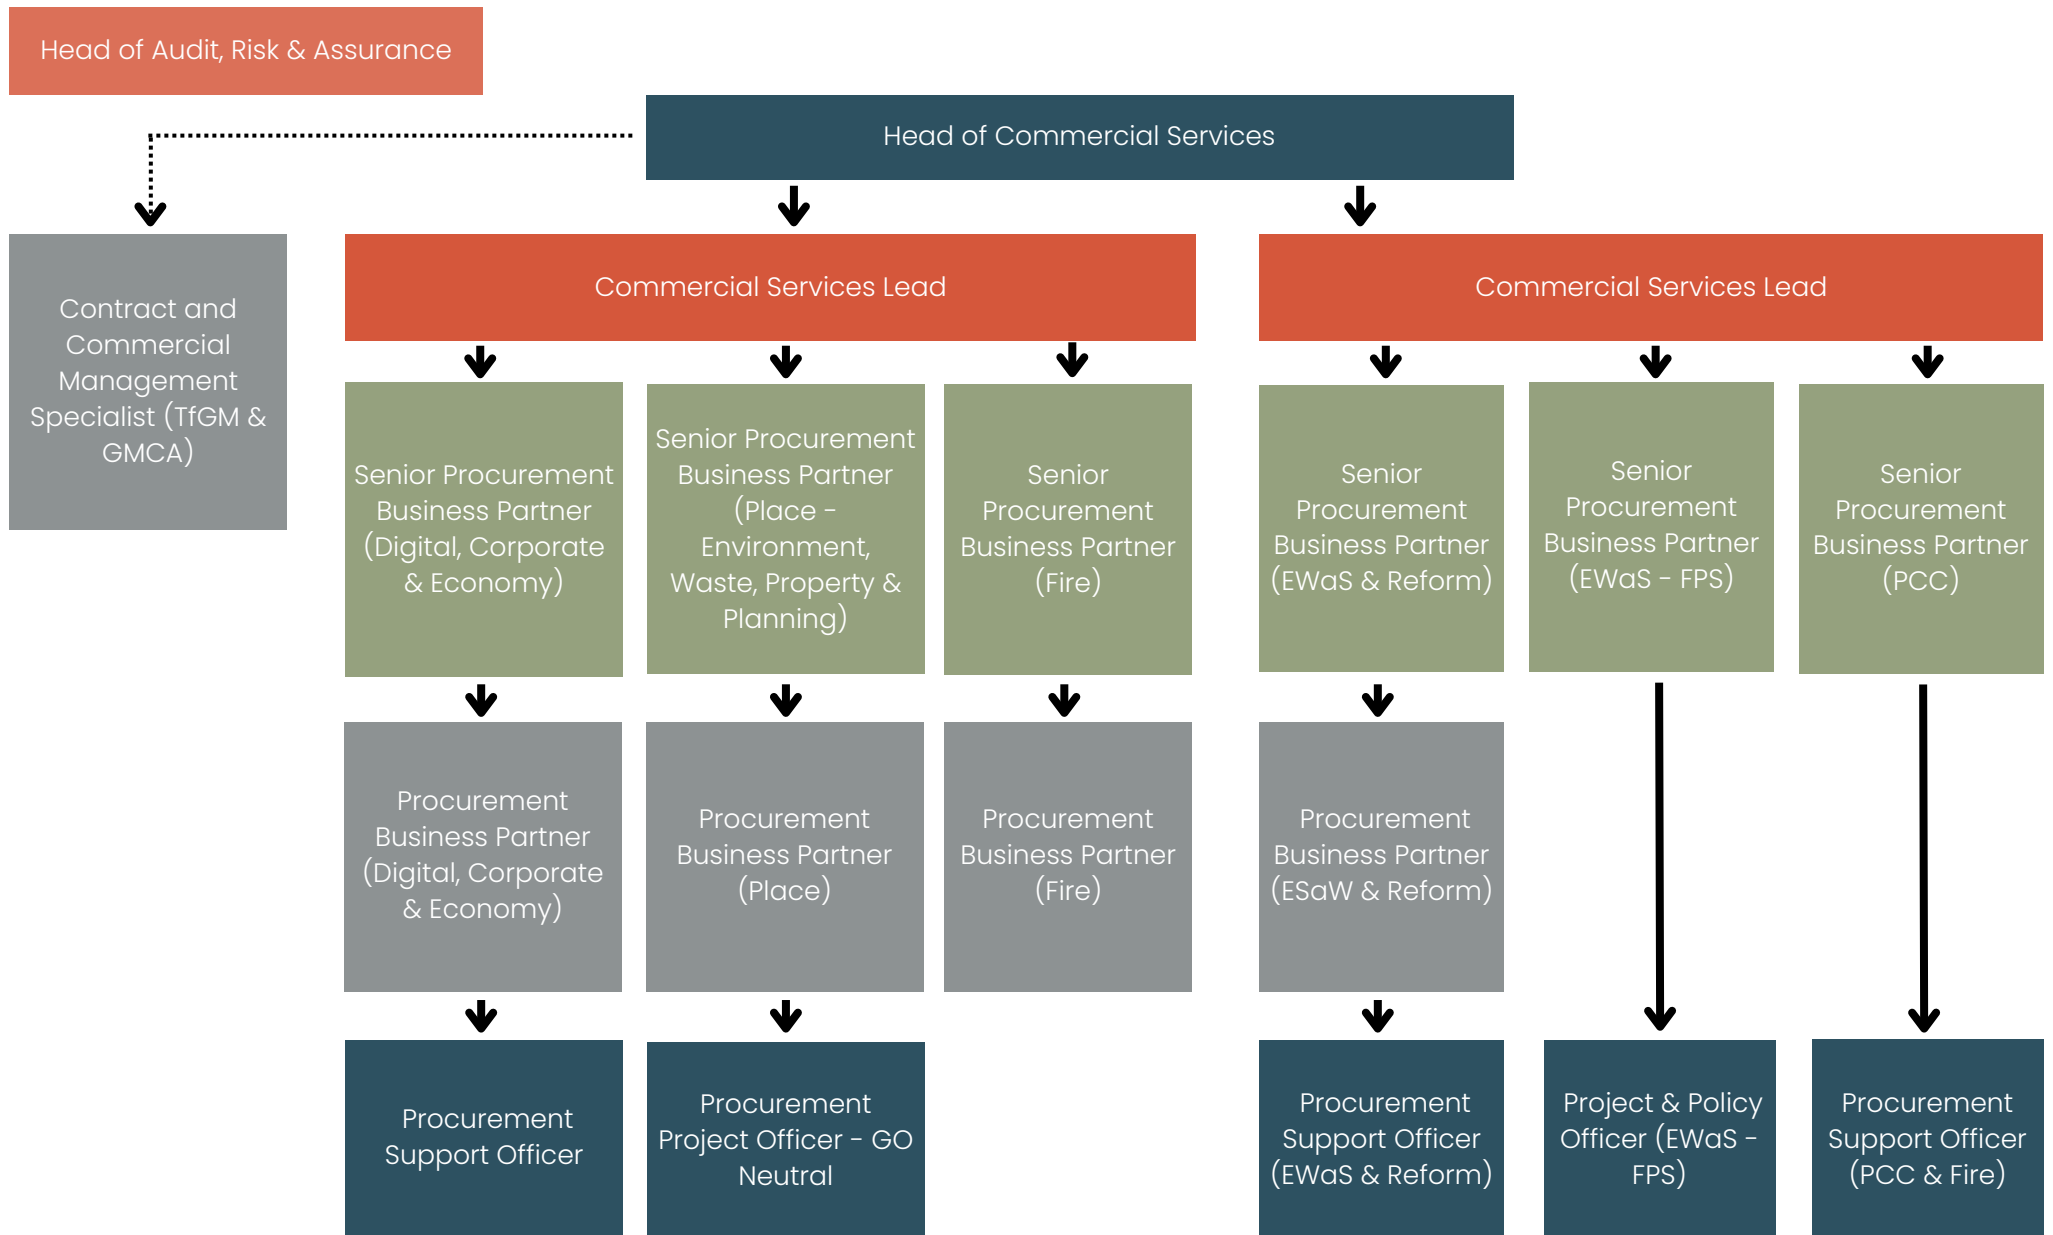 Head of Audit, Risk & Assurance
Head of Commercial Services
Contract and
Commercial
Management
Specialist (TfGM &
GMCA)
Commercial Services Lead
Commercial Services Lead
Senior Procurement
Business Partner
(Digital, Corporate
& Economy)
Senior Procurement
Business Partner
(Place -
Environment,
Waste, Property &
Planning)
Senior
Procurement
Business Partner
(Fire)
Senior
Procurement
Business Partner
(EWaS & Reform)
Senior
Procurement
Business Partner
(EWaS - FPS)
Senior
Procurement
Business Partner
(PCC)
Procurement
Business Partner
(Digital, Corporate
& Economy)
Procurement
Business Partner
(Place)
Procurement
Business Partner
(Fire)
Procurement
Business Partner
(ESaW & Reform)
Procurement
Support Officer
Procurement
Project Officer - GO
Neutral
Procurement
Support Officer
(EWaS & Reform)
Project & Policy
Officer (EWaS -
FPS)
Procurement
Support Officer
(PCC & Fire)